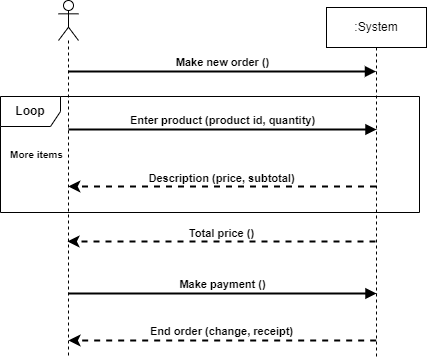 :System
Make new order ()
Loop
Enter product (product id, quantity)
More items
Description (price, subtotal)
Total price ()
Make payment ()
End order (change, receipt)